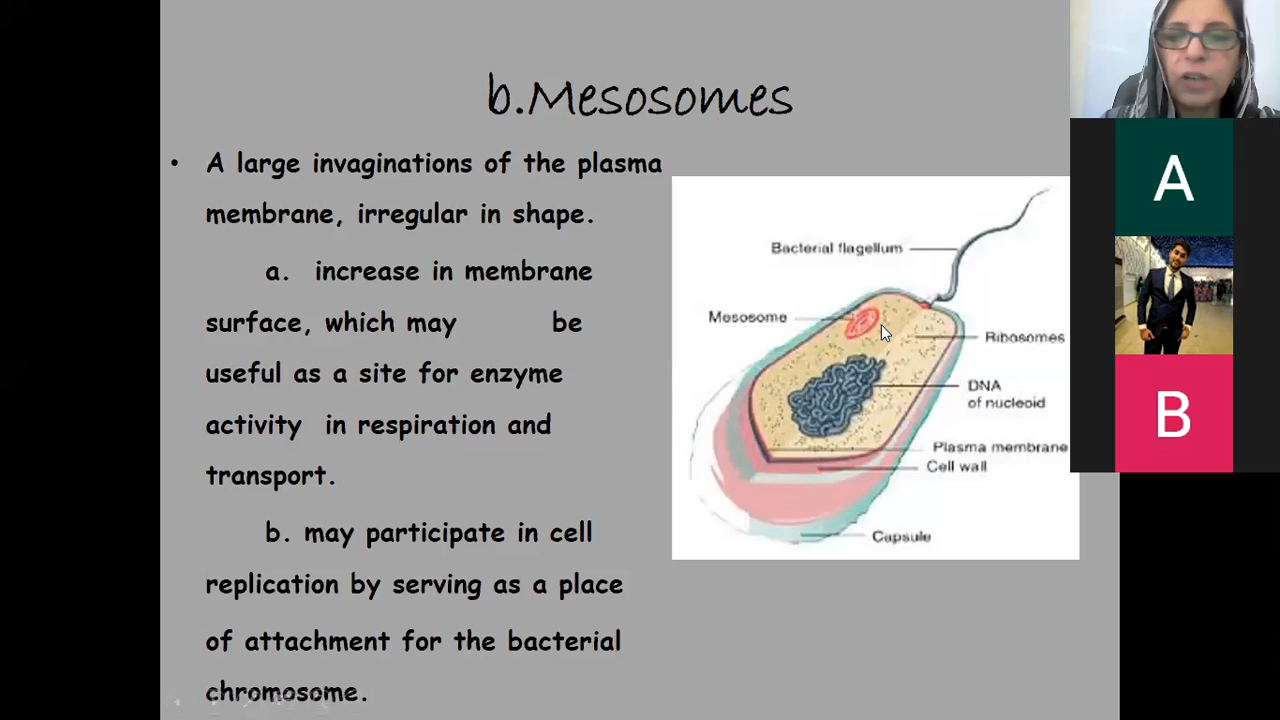 b.Mesosomes
• A large invaginations of the plasma
membrane, irregular in shape.
a. increase in membrane
surface, which may be
useful as a site for enzyme
activity in respiration and
transport.
b. may participate in cell
replication by serving as a place
of attachment for the bacterial
chromosome.
Bacterial flagellum
Mesosome
Ribosomes
DNA
of nucleoid
Plasma membrane
Cell wall
Capsule
A
B